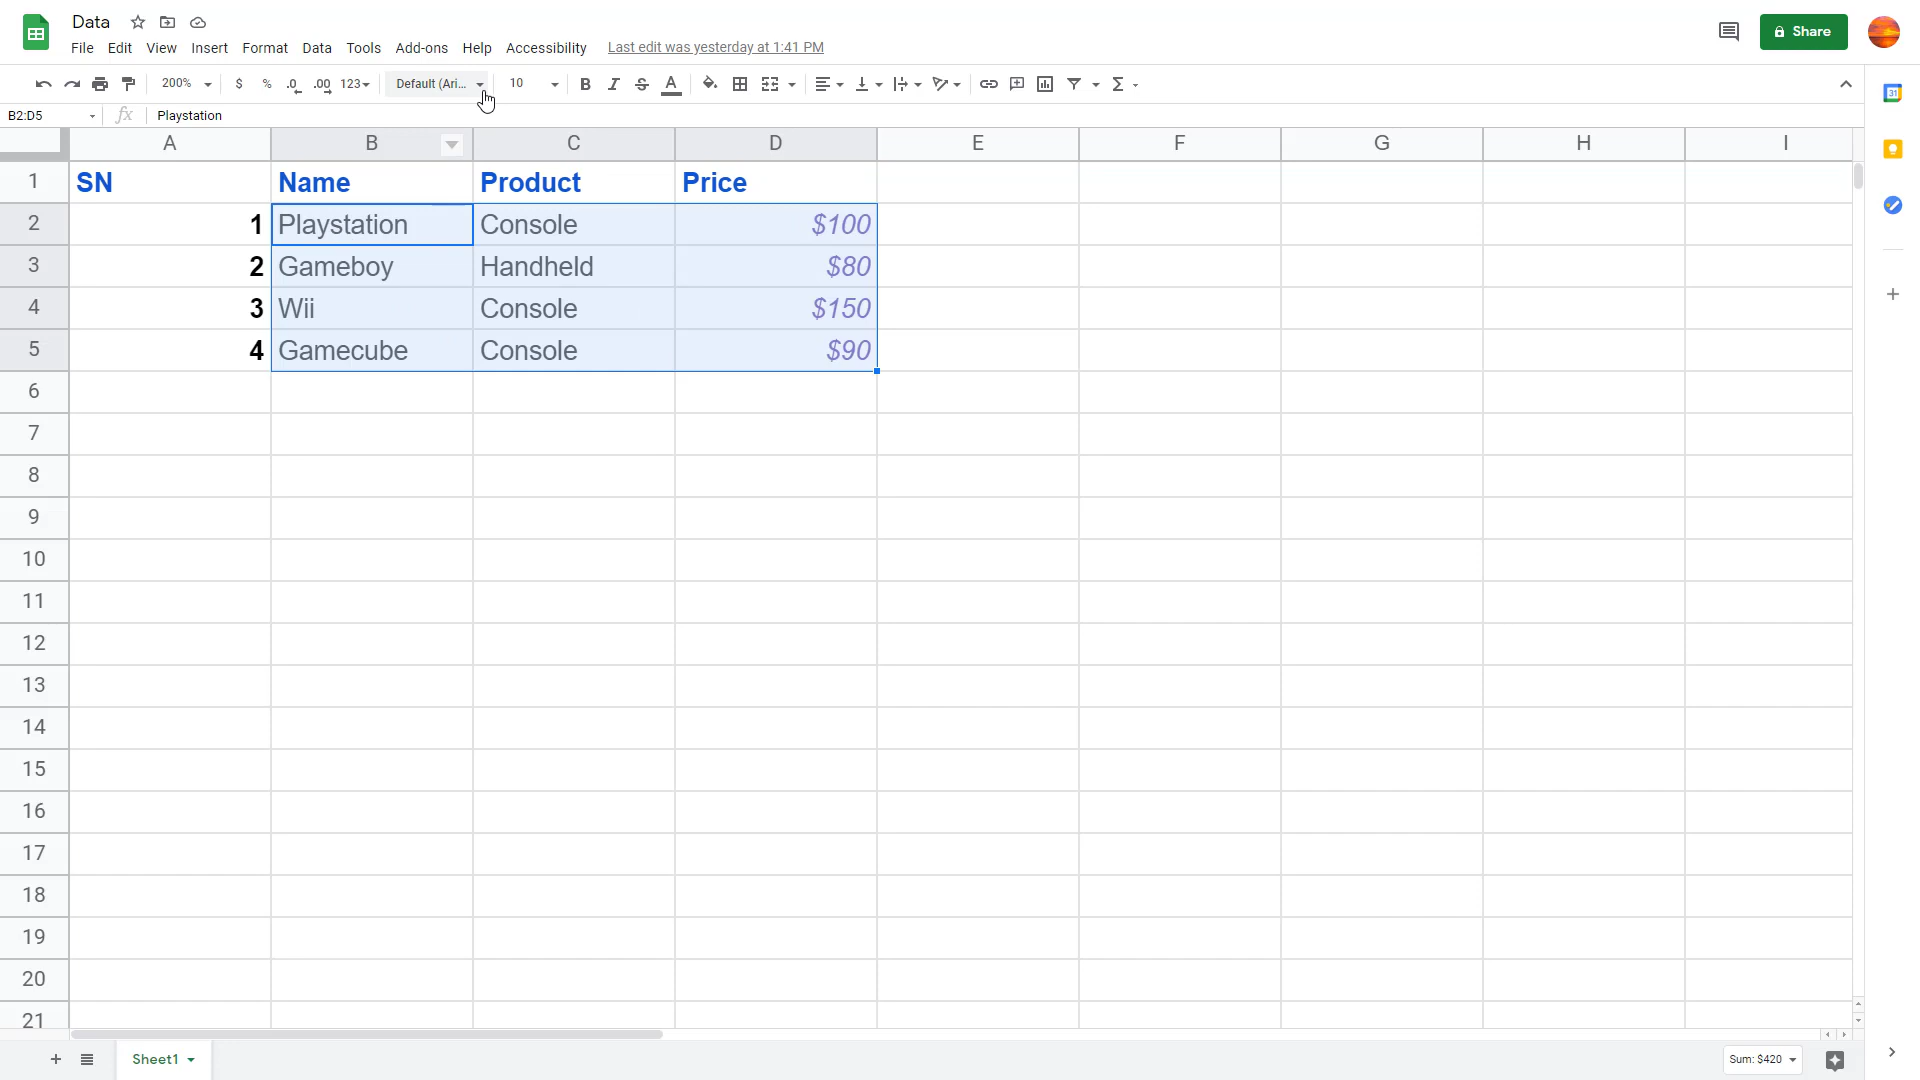 Data
File Edit View Insert Format Data Tools Add-ons Help Accessibility Last edit was yesterday at 1:41 PM
Share
200% $ % .0 .00 123 Default (Ari... 10 B I S A Σ
31
B2:D5 fx Playstation
A B C D E F G H I
1 SN Name Product Price
2 1 Playstation Console $100
3 2 Gameboy Handheld $80
4 3 Wii Console $150
5 4 Gamecube Console $90
6
7
8
9
10
11
12
13
14
15
16
17
18
19
20
21
Sheet1 Sum: $420